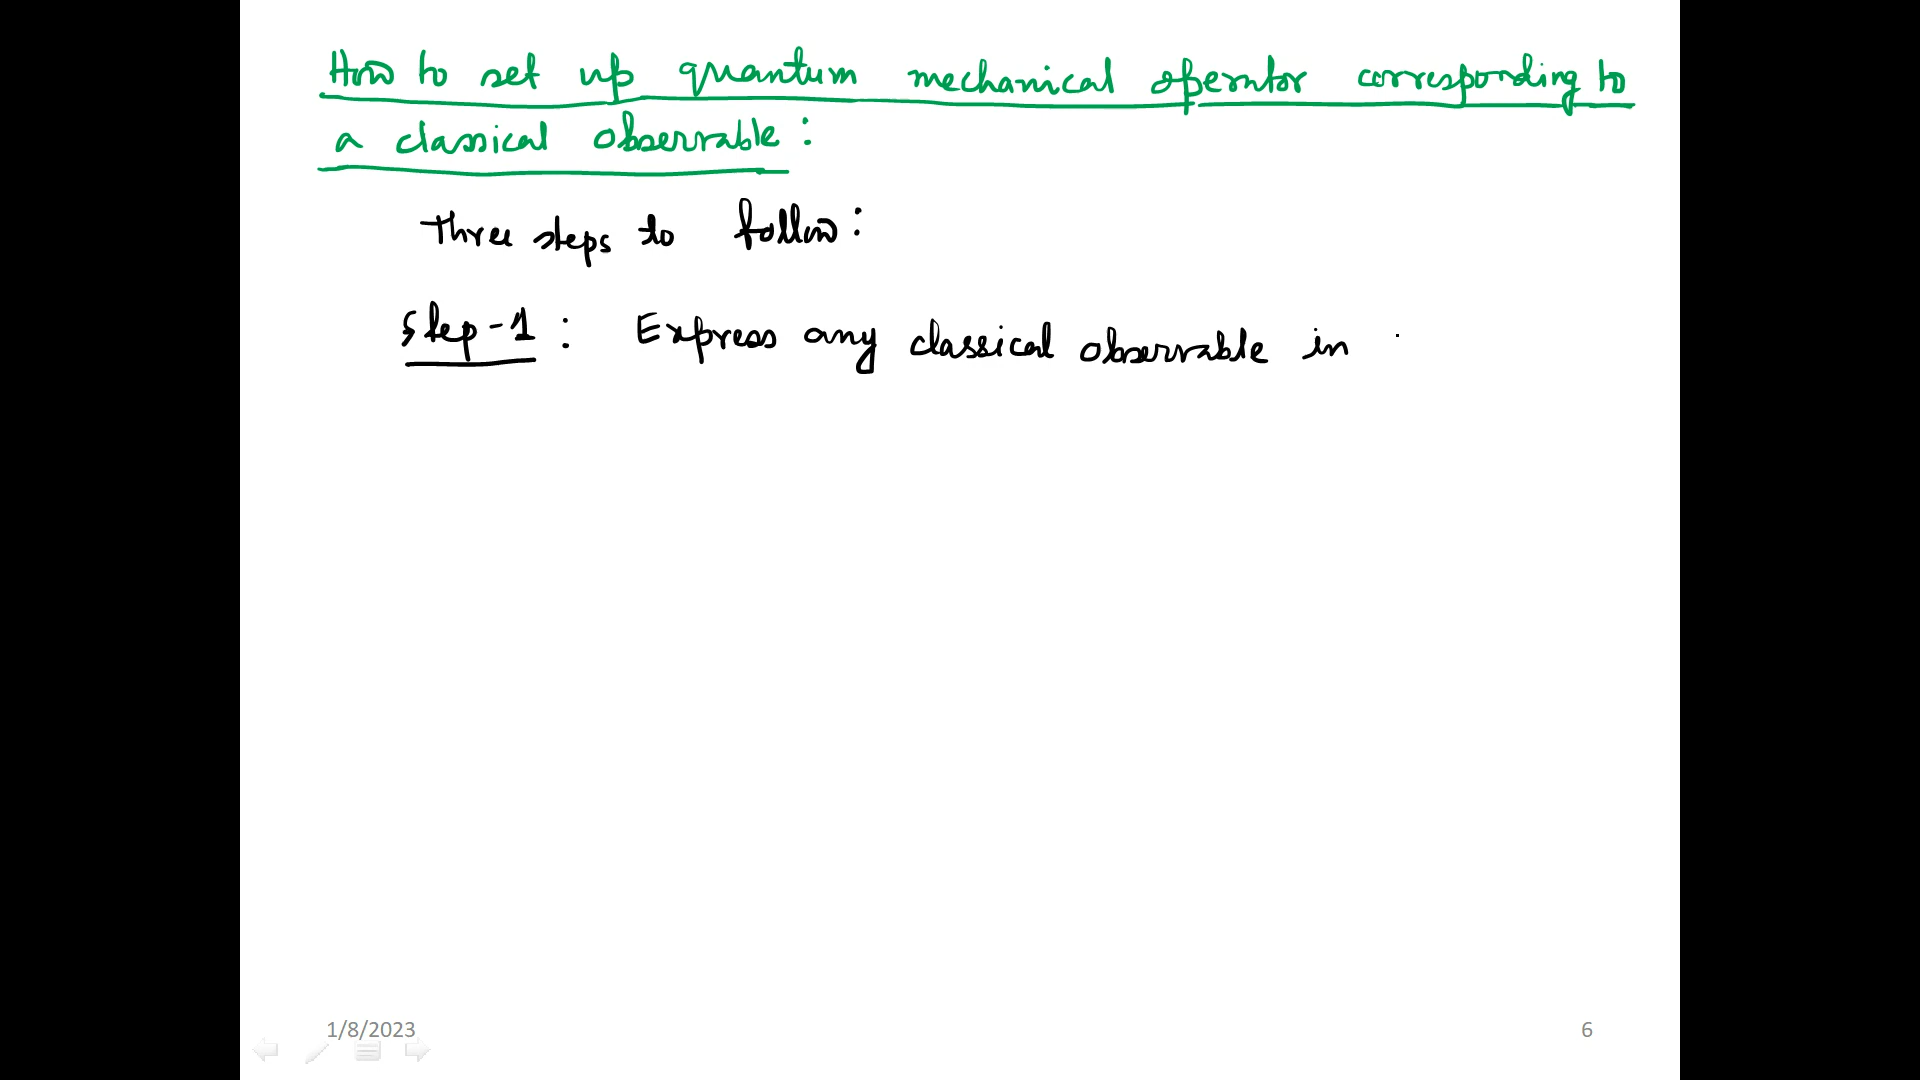 How to set up quantum mechanical operator corresponding to
a classical observable:
Three steps to follow:
Step-1: Express any classical observable in
1/8/2023
6